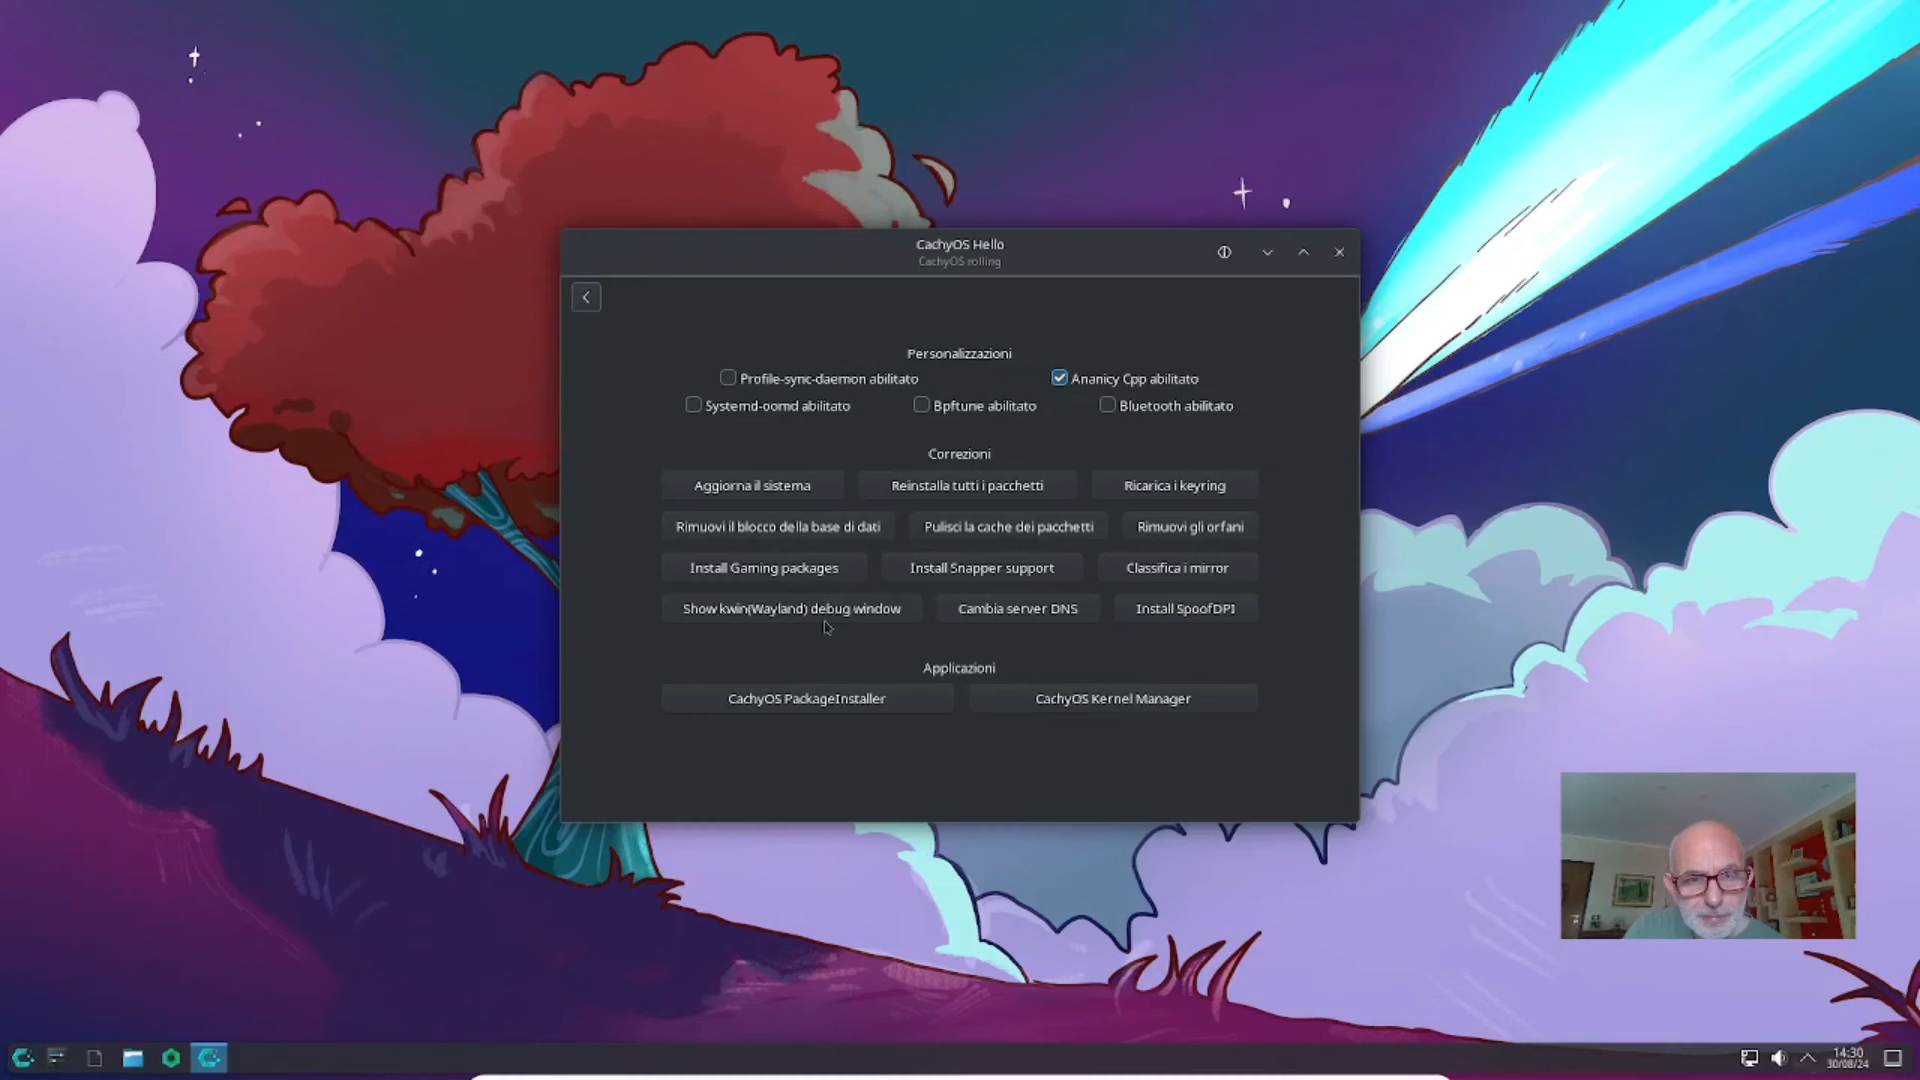 CachyOS Hello
CachyOS rolling
Personalizzazioni
Profile-sync-daemon abilitato Ananicy Cpp abilitato
Systemd-oomd abilitato Bpftune abilitato Bluetooth abilitato
Correzioni
Aggiorna il sistema Reinstalla tutti i pacchetti Ricarica i keyring
Rimuovi il blocco della base di dati Pulisci la cache dei pacchetti Rimuovi gli orfani
Install Gaming packages Install Snapper support Classifica i mirror
Show kwin(Wayland) debug window Cambia server DNS Install SpoofDPI
Applicazioni
CachyOS PackageInstaller CachyOS Kernel Manager
14:30
30/08/24